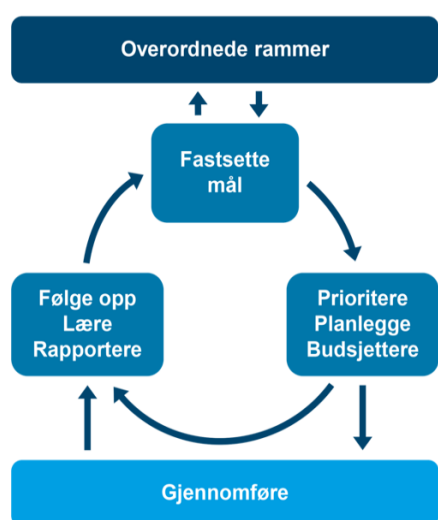 Overordnede rammer
Fastsette
mål
Følge opp
Lære
Rapportere
Prioritere
Planlegge
Budsjettere
Gjennomføre